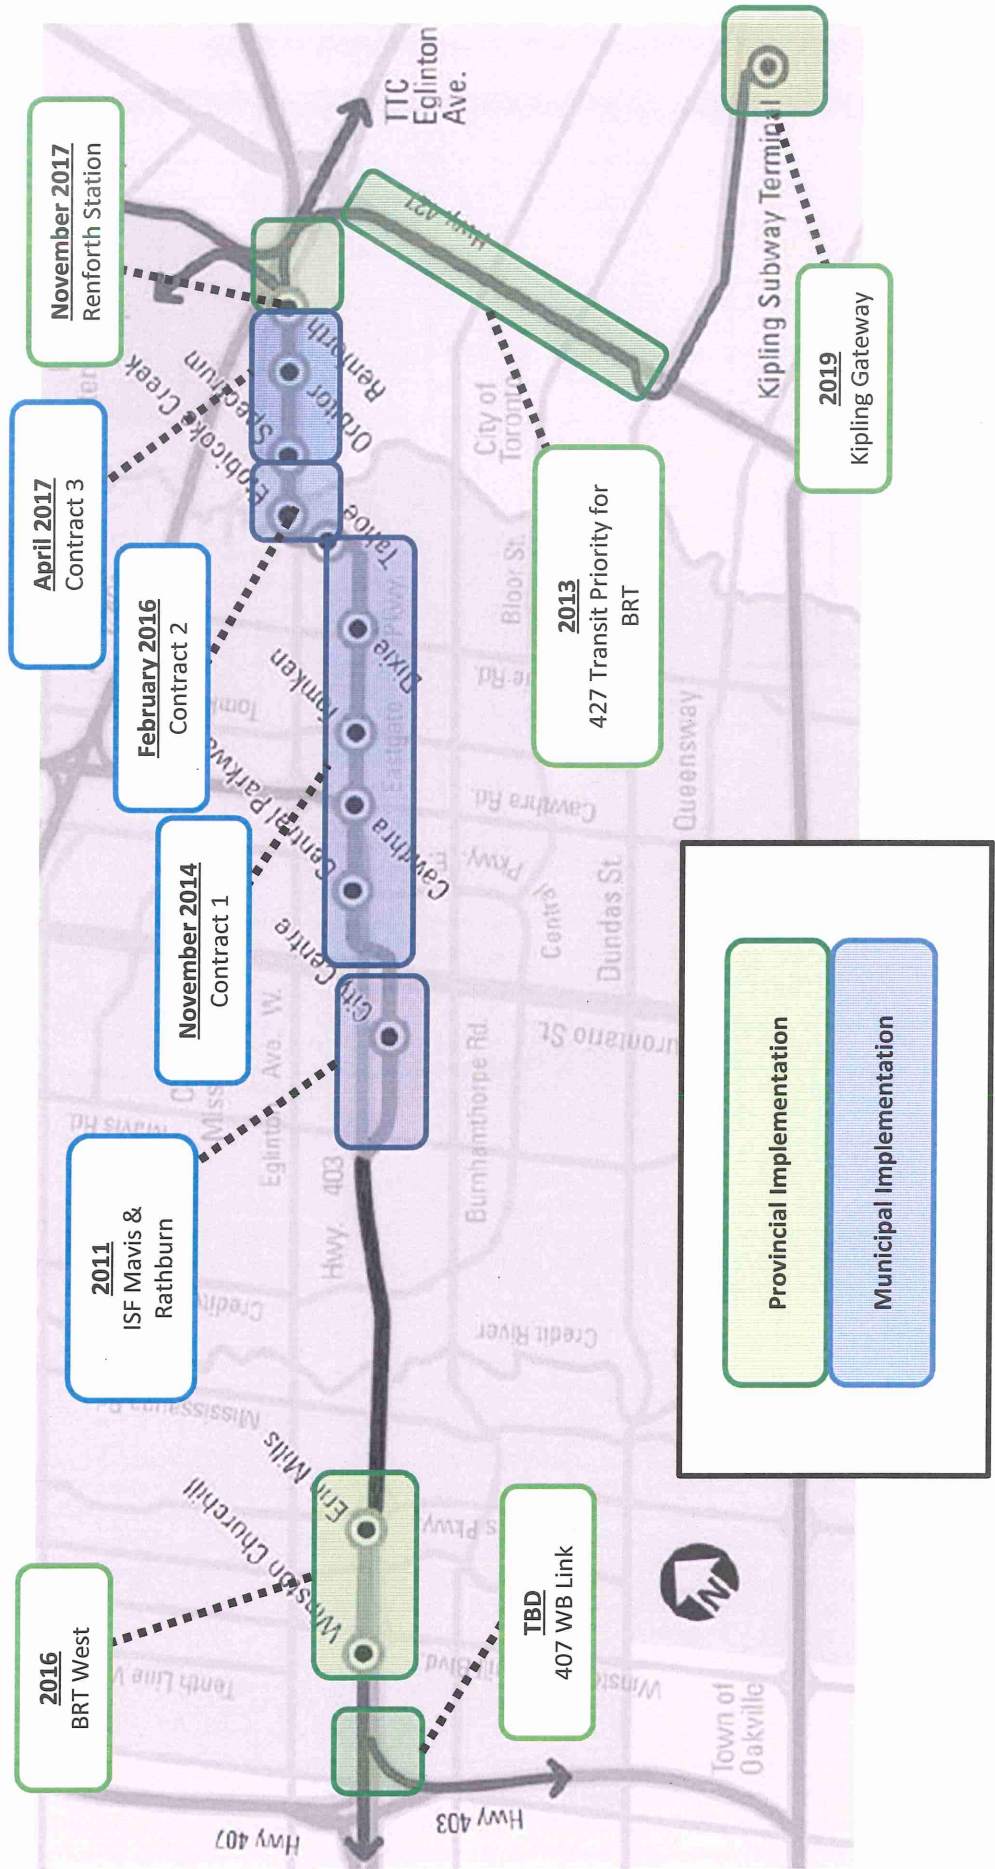 2016
BRT West
2011
ISF Mavis &
Rathburn
November 2014
Contract 1
February 2016
Contract 2
April 2017
Contract 3
November 2017
Renforth Station
TBD
407 WB Link
2013
427 Transit Priority for
BRT
2019
Kipling Gateway
Hwy 407
Hwy 403
Winston Churchill
Erin Mills
City Centre
Central Parkway
Cawthra
Tomken
Dixie
Tahoe
Etobicoke Creek
Spectrum
Orbitor
Renforth
TTC
Eglinton
Ave.
Hwy. 427
Kipling Subway Terminal
Tenth Line
Mississauga Rd
Credit River
Hwy. 403
Eglinton Ave. W.
Mavis Rd
Burnhamthorpe Rd.
Central
Pkwy.
Cawthra Rd.
Eastgate Pkwy
Dundas St.
Bloor St.
Queensway
City of
Toronto
Town of
Oakville
N
Provincial Implementation
Municipal Implementation